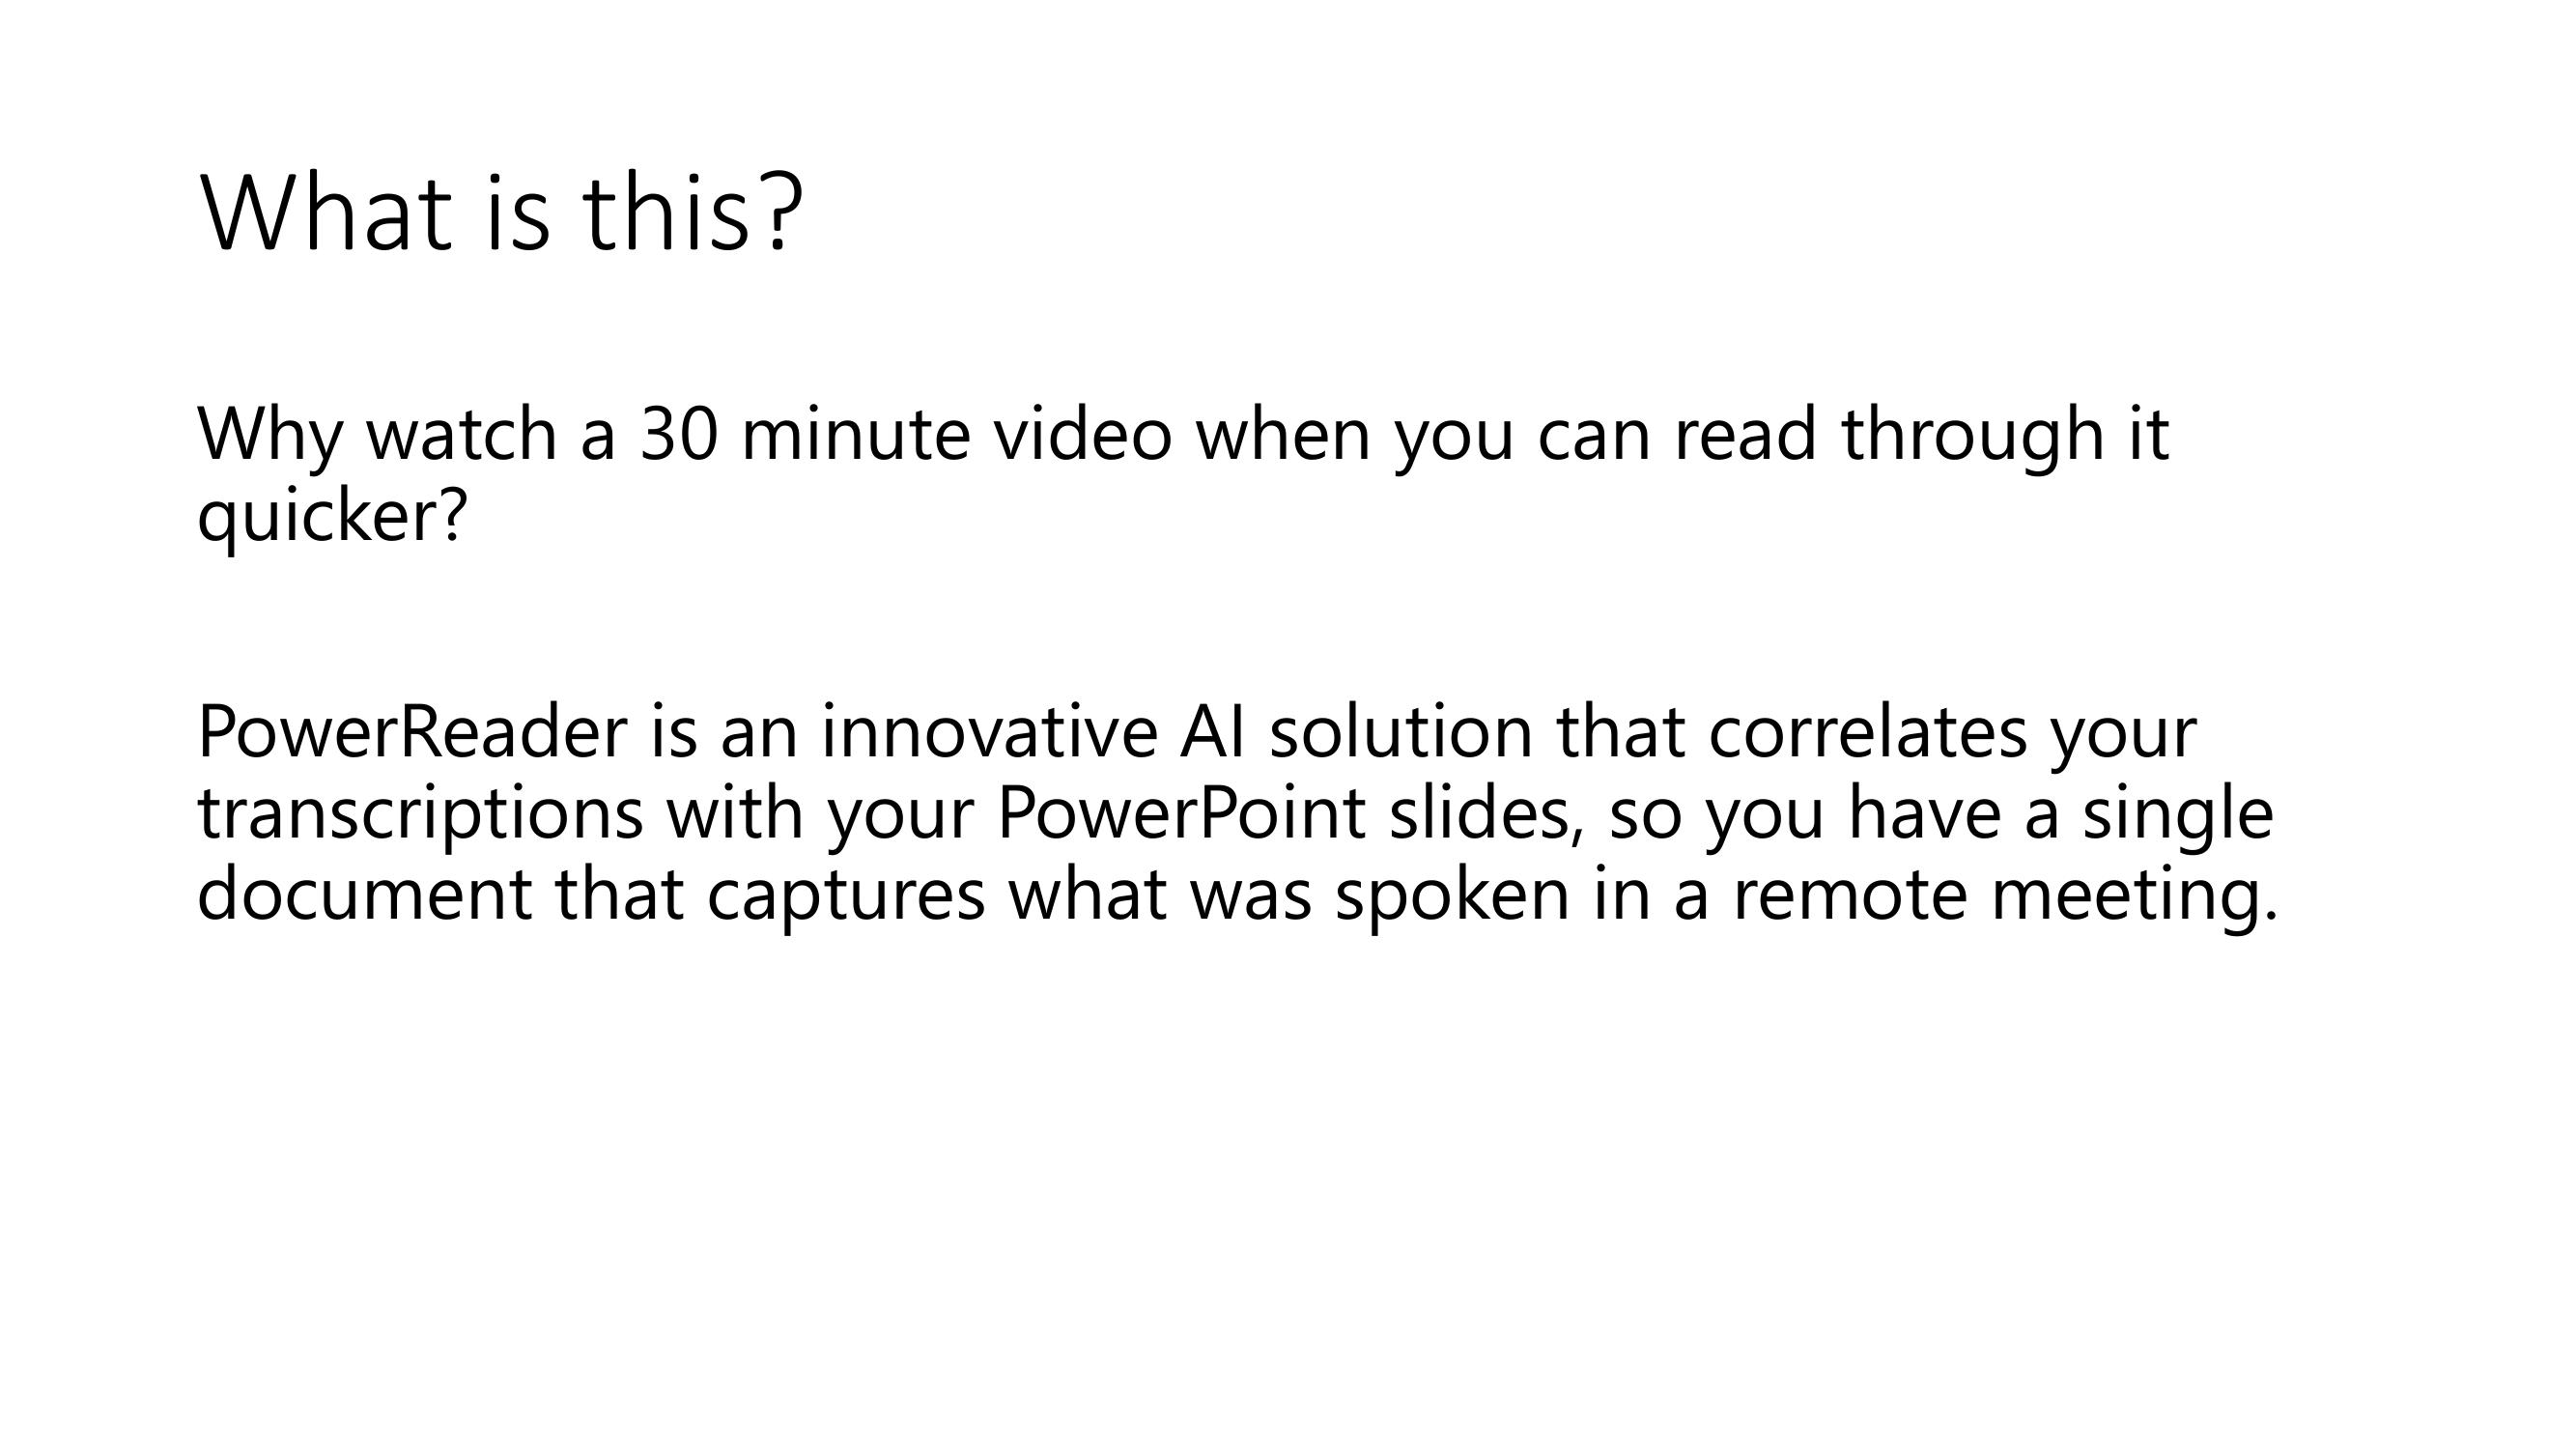 What is this?
Why watch a 30 minute video when you can read through it
quicker?
PowerReader is an innovative AI solution that correlates your
transcriptions with your PowerPoint slides, so you have a single
document that captures what was spoken in a remote meeting.